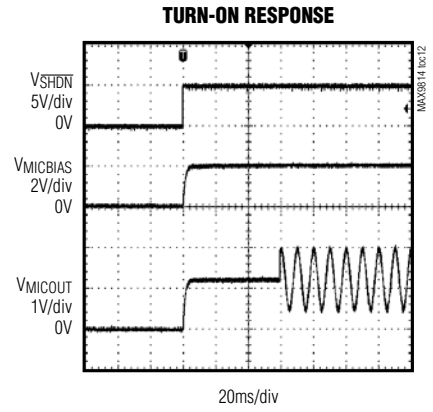 TURN-ON RESPONSE
MAX9814 toc12
T
VSHDN
5V/div
0V
VMICBIAS
2V/div
0V
VMICOUT
1V/div
0V
20ms/div